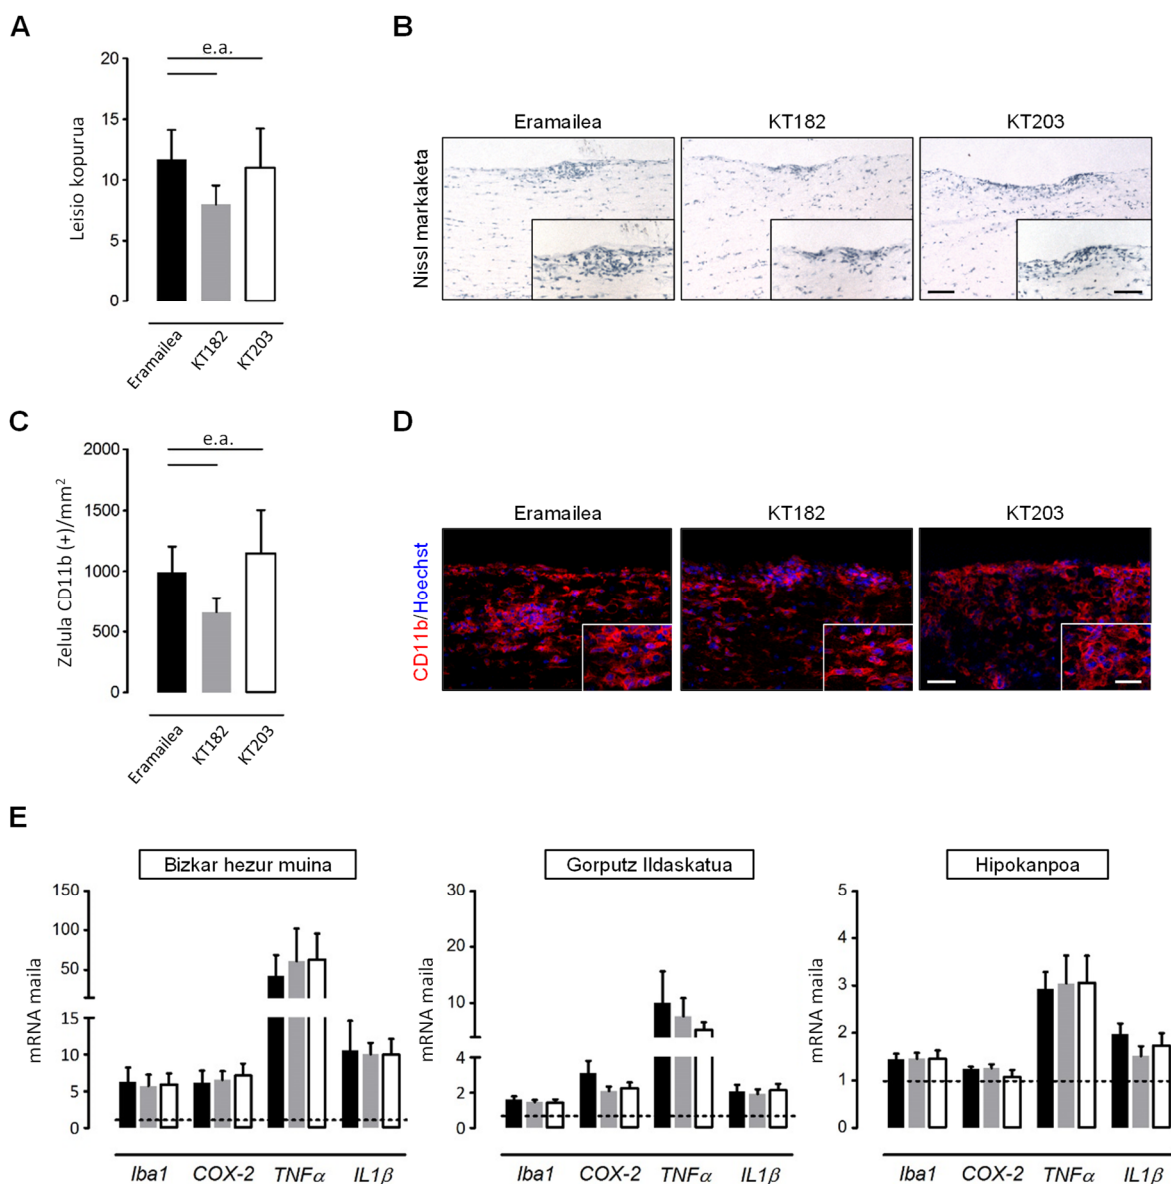 A
e.a.
20
15
10
5
0
Leisio kopurua
Eramailea
KT182
KT203
B
Eramailea
KT182
KT203
Nissl markaketa
C
e.a.
2000
1500
1000
500
0
Zelula CD11b (+)/mm²
Eramailea
KT182
KT203
D
Eramailea
KT182
KT203
CD11b/Hoechst
E
Bizkar hezur muina
150
100
50
15
10
5
0
mRNA maila
Iba1
COX-2
TNFα
IL1β
Gorputz Ildaskatua
30
20
10
4
2
0
mRNA maila
Iba1
COX-2
TNFα
IL1β
Hipokanpoa
5
4
3
2
1
0
mRNA maila
Iba1
COX-2
TNFα
IL1β